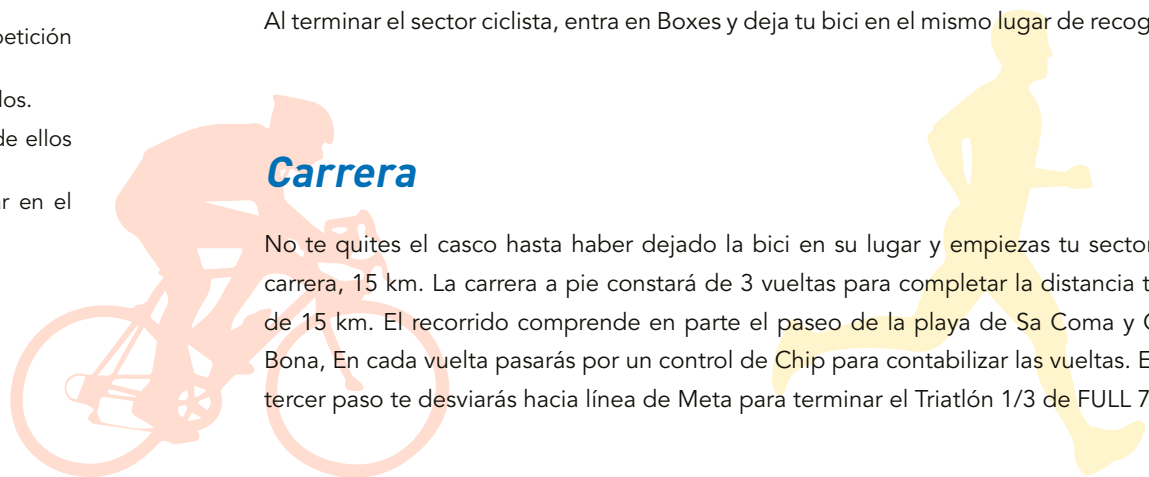 petición
los.
de ellos
r en el
Al terminar el sector ciclista, entra en Boxes y deja tu bici en el mismo lugar de recog
Carrera
No te quites el casco hasta haber dejado la bici en su lugar y empiezas tu sector
carrera, 15 km. La carrera a pie constará de 3 vueltas para completar la distancia t
de 15 km. El recorrido comprende en parte el paseo de la playa de Sa Coma y C
Bona, En cada vuelta pasarás por un control de Chip para contabilizar las vueltas. E
tercer paso te desviarás hacia línea de Meta para terminar el Triatlón 1/3 de FULL 7